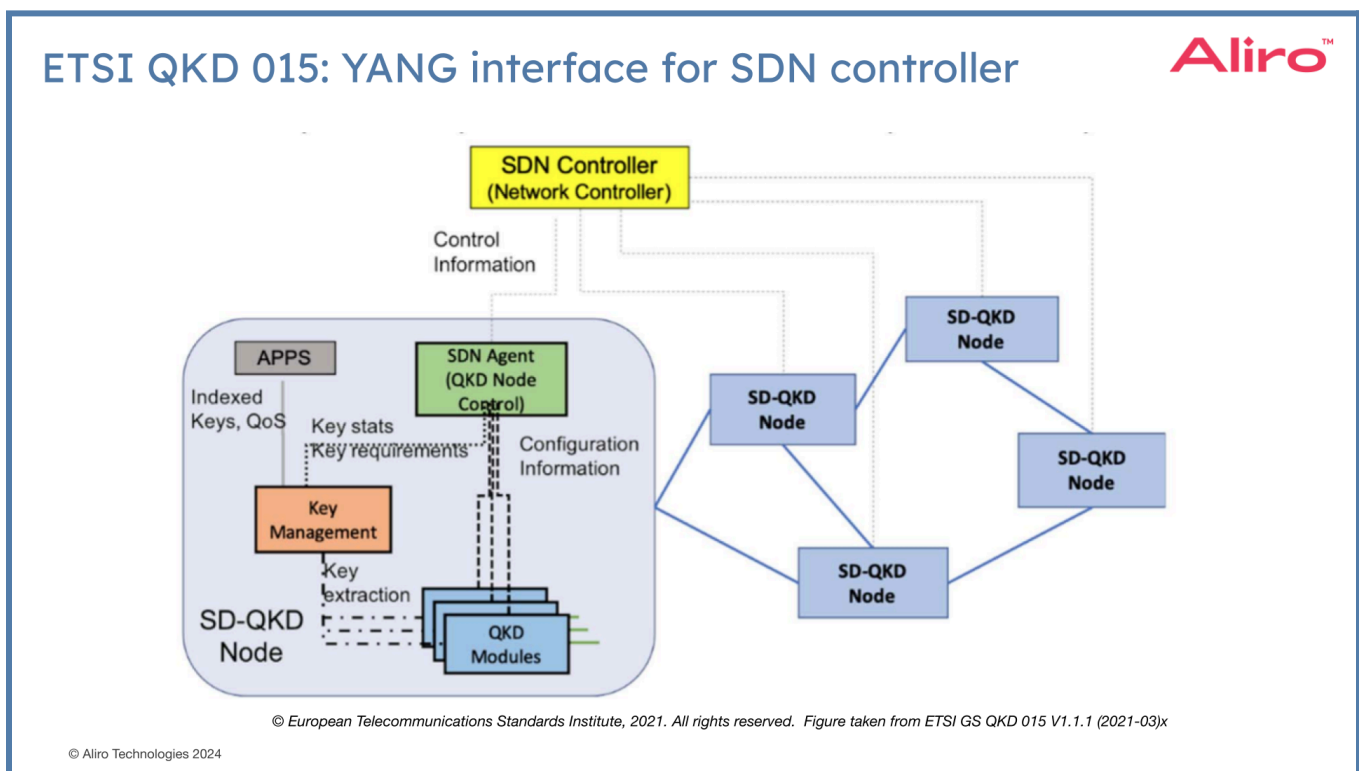 ETSI QKD 015: YANG interface for SDN controller
Aliro™
SDN Controller
(Network Controller)
Control
Information
APPS
SDN Agent
(QKD Node
Control)
Indexed
Keys, QoS
Key stats
Key requirements
Configuration
Information
Key
Management
Key
extraction
SD-QKD
Node
QKD
Modules
SD-QKD
Node
SD-QKD
Node
SD-QKD
Node
SD-QKD
Node
© European Telecommunications Standards Institute, 2021. All rights reserved. Figure taken from ETSI GS QKD 015 V1.1.1 (2021-03)x
© Aliro Technologies 2024